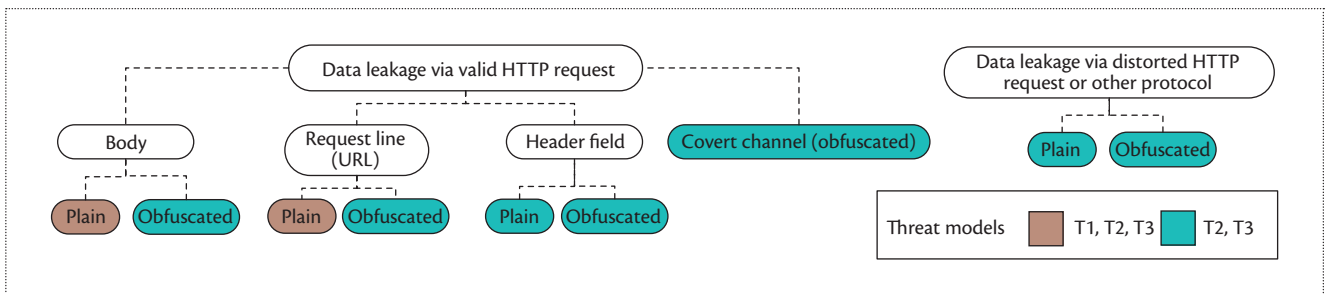 Data leakage via valid HTTP request
Data leakage via distorted HTTP
request or other protocol
Body
Request line
(URL)
Header field
Covert channel (obfuscated)
Plain
Obfuscated
Plain
Obfuscated
Plain
Obfuscated
Plain
Obfuscated
Threat models
T1, T2, T3
T2, T3